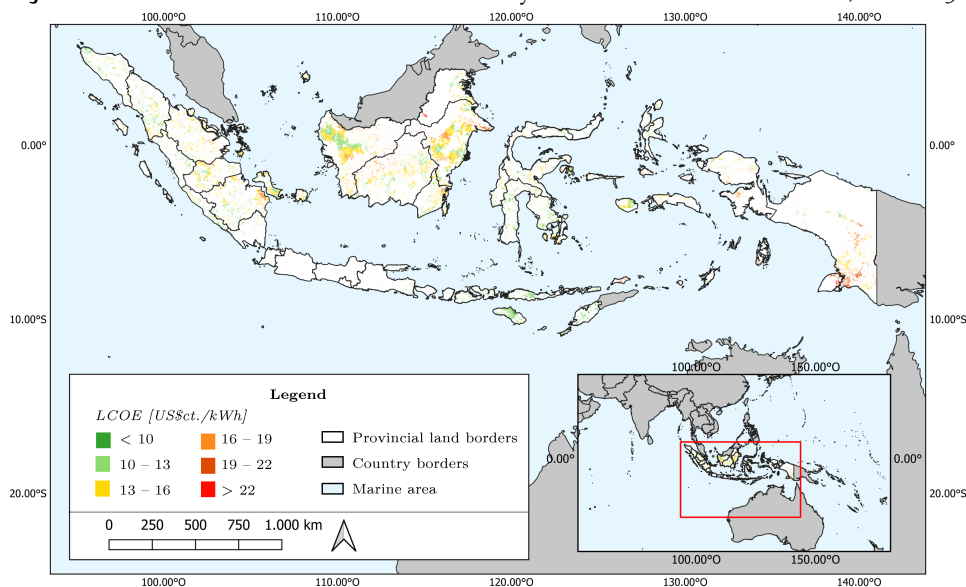 100.00°O 110.00°O 120.00°O 130.00°O 140.00°O
0.00° 0.00°
10.00°S 10.00°S
100.00°O 150.00°O
Legend
LCOE [US$ct./kWh]
< 10 16 – 19 Provincial land borders
10 – 13 19 – 22 Country borders
13 – 16 > 22 Marine area
0.00° 0.00°
20.00°S 20.00°S
0 250 500 750 1.000 km
100.00°O 150.00°O
100.00°O 110.00°O 120.00°O 130.00°O 140.00°O